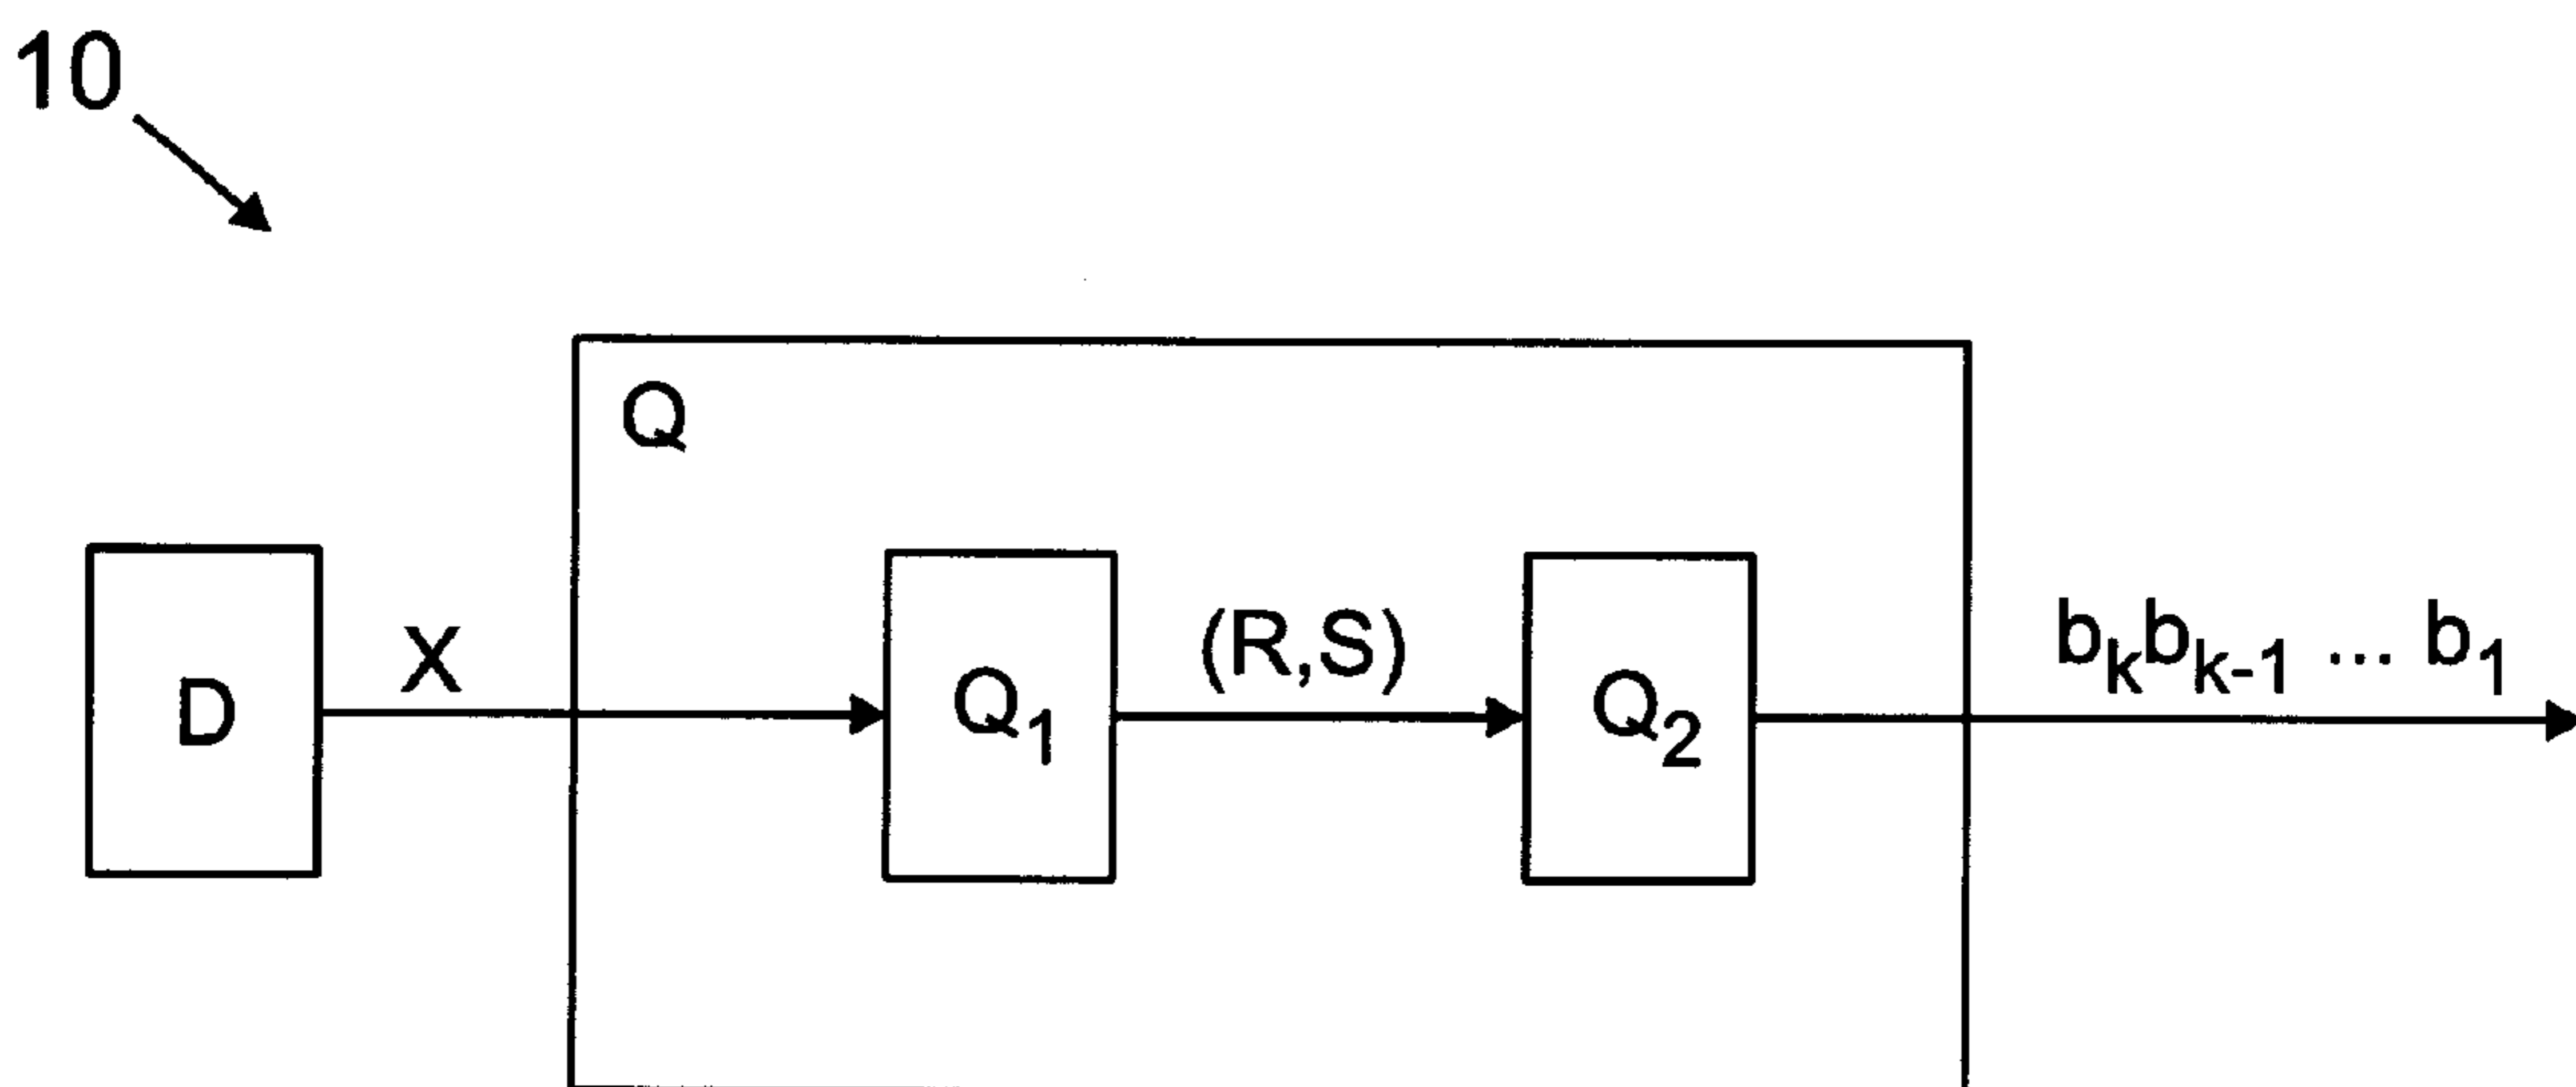 10
Q
D
X
Q₁
(R,S)
Q₂
bₖbₖ₋₁ ... b₁